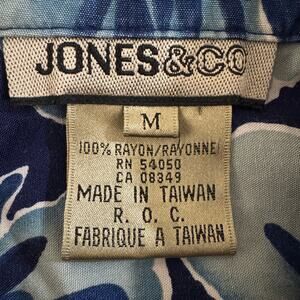 JONES&CO
M
100% RAYON/RAYONNE
RN 54050
CA 08349
MADE IN TAIWAN
R. O. C.
FABRIQUE A TAIWAN